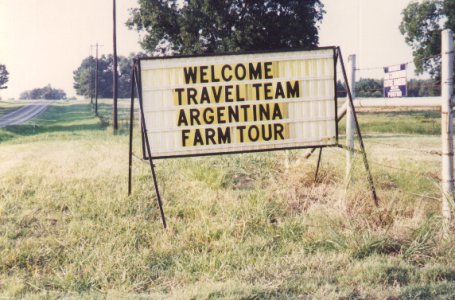 WELCOME
TRAVEL TEAM
ARGENTINA
FARM TOUR